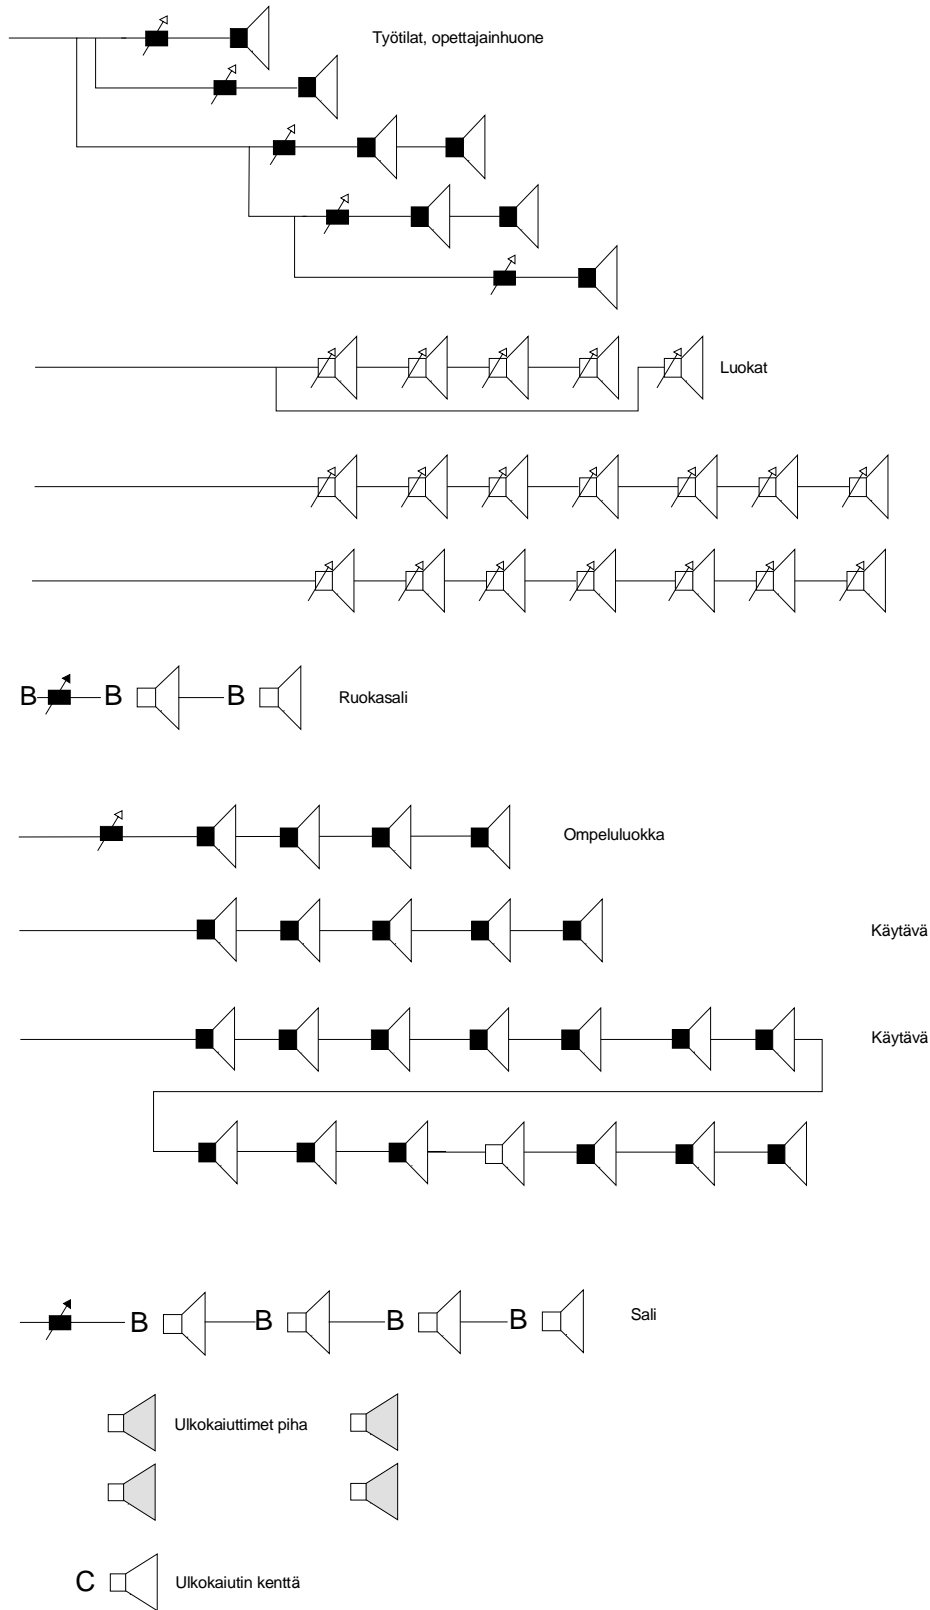 Työtilat, opettajainhuone
Luokat
B B B Ruokasali
Ompeluluokka
Käytävä
Käytävä
B B B B Sali
Ulkokaiuttimet piha
C Ulkokaiutin kenttä